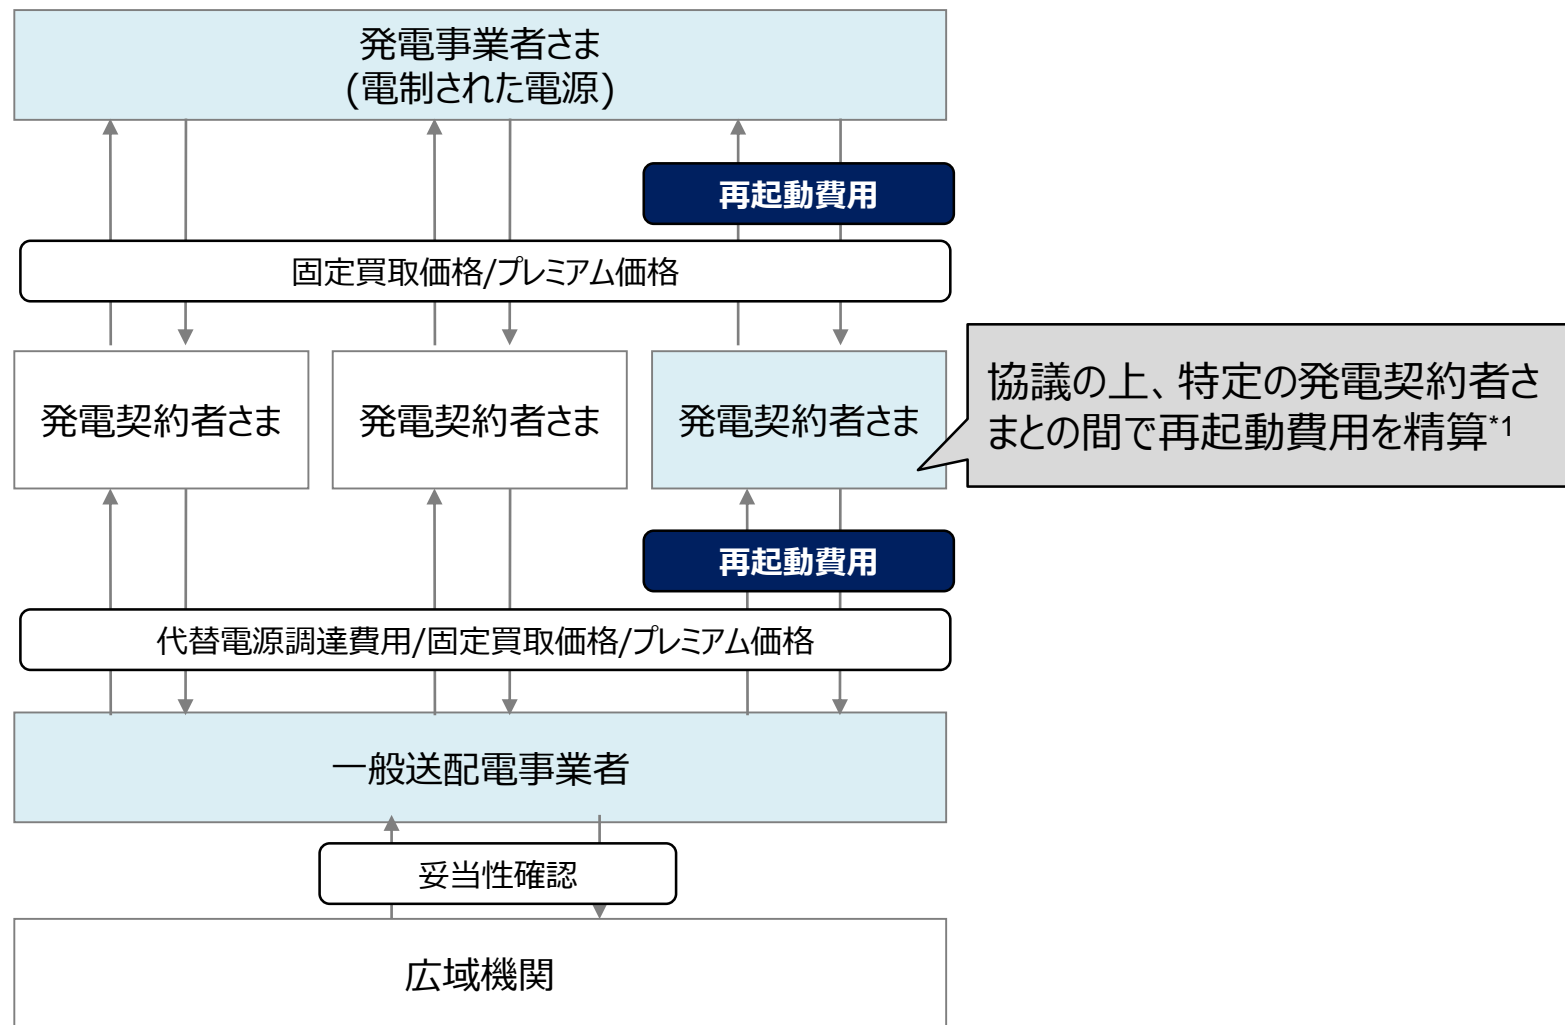 発電事業者さま
(電制された電源)
再起動費用
固定買取価格/プレミアム価格
発電契約者さま
発電契約者さま
発電契約者さま
協議の上、特定の発電契約者さ
まとの間で再起動費用を精算*1
再起動費用
代替電源調達費用/固定買取価格/プレミアム価格
一般送配電事業者
妥当性確認
広域機関